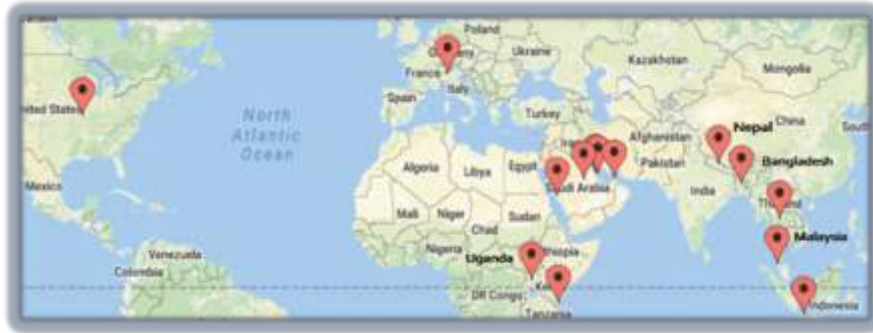 Poland
Ukraine
Kazakhstan
Mongolia
France
Italy
Spain
Turkey
Afghanistan
China
Nepal
South
United States
North
Atlantic
Ocean
Algeria
Libya
Egypt
Pakistan
Bangladesh
Saudi Arabia
India
Mexico
Mali
Niger
Sudan
Chad
Venezuela
Nigeria
Uganda
Ethiopia
Malaysia
Colombia
DR Congo
Tanzania
Indonesia